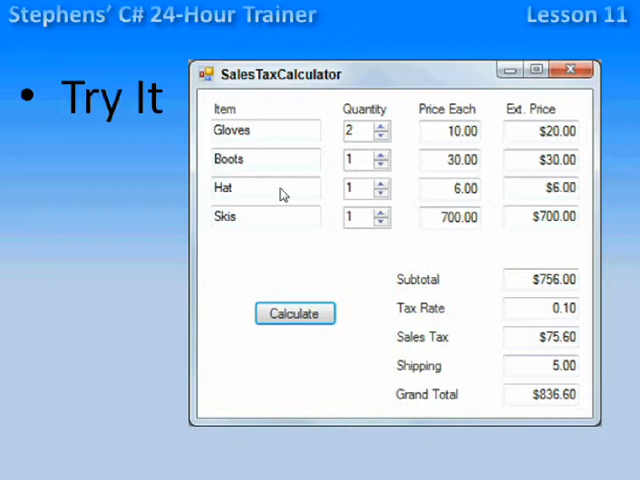 Stephens' C# 24-Hour Trainer Lesson 11
• Try It
SalesTaxCalculator
Item Quantity Price Each Ext. Price
Gloves 2 10.00 $20.00
Boots 1 30.00 $30.00
Hat 1 6.00 $6.00
Skis 1 700.00 $700.00
Subtotal $756.00
Tax Rate 0.10
Calculate
Sales Tax $75.60
Shipping 5.00
Grand Total $836.60